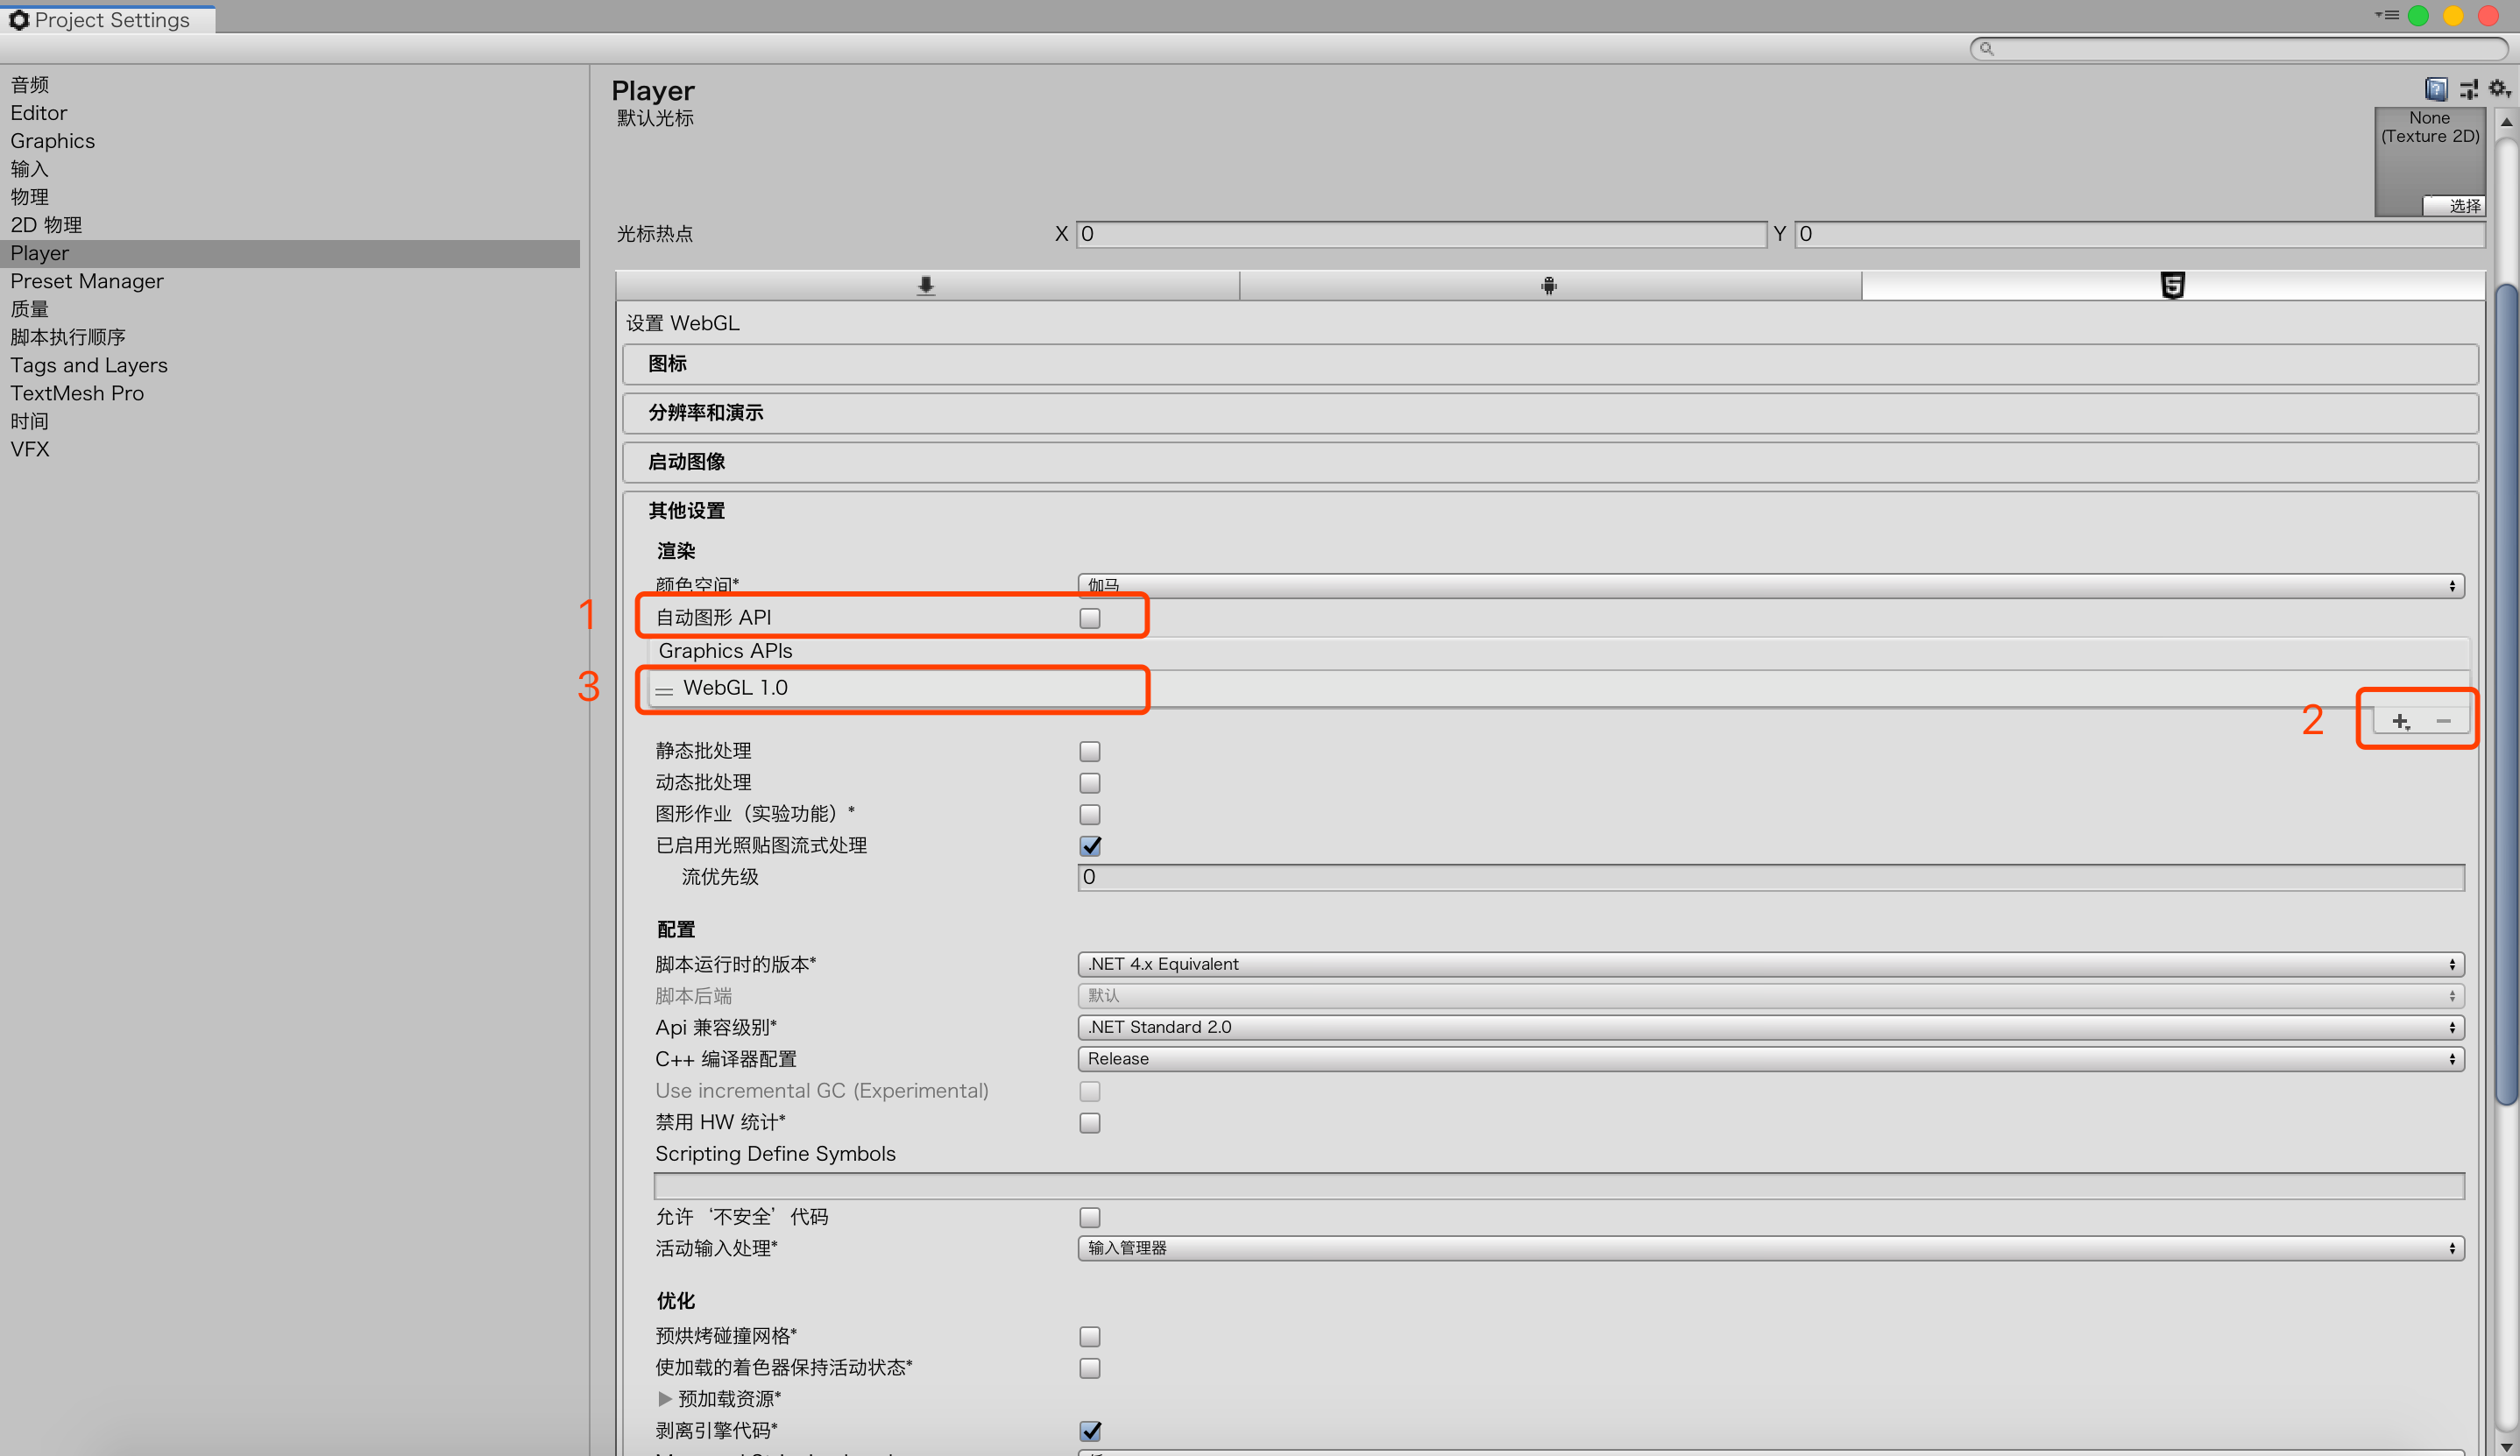 Project Settings
音频
Editor
Graphics
输入
物理
2D 物理
Player
Preset Manager
质量
脚本执行顺序
Tags and Layers
TextMesh Pro
时间
VFX
Player
默认光标
None
(Texture 2D)
选择
光标热点 X 0 Y 0
设置 WebGL
图标
分辨率和演示
启动图像
其他设置
渲染
颜色空间* 伽马
1 自动图形 API
Graphics APIs
3 WebGL 1.0
2
静态批处理
动态批处理
图形作业（实验功能）*
已启用光照贴图流式处理
流优先级 0
配置
脚本运行时的版本* .NET 4.x Equivalent
脚本后端 默认
Api 兼容级别* .NET Standard 2.0
C++ 编译器配置 Release
Use incremental GC (Experimental)
禁用 HW 统计*
Scripting Define Symbols
允许‘不安全’代码
活动输入处理* 输入管理器
优化
预烘烤碰撞网格*
使加载的着色器保持活动状态*
预加载资源*
剥离引擎代码*